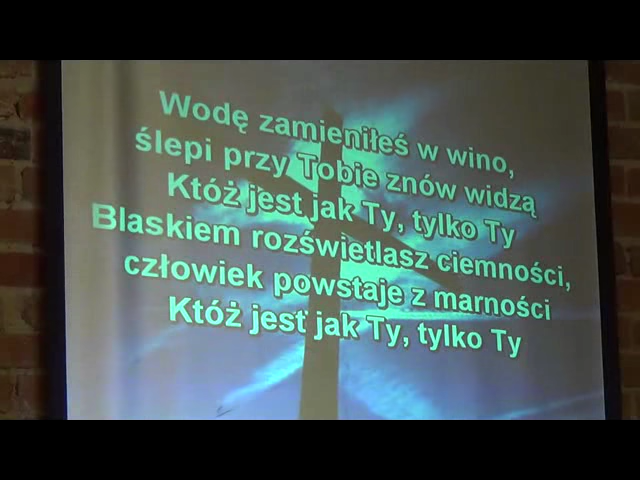 Wodę zamieniłeś w wino,
ślepi przy Tobie znów widzą
Któż jest jak Ty, tylko Ty
Blaskiem rozświetlasz ciemności,
człowiek powstaje z marności
Któż jest jak Ty, tylko Ty